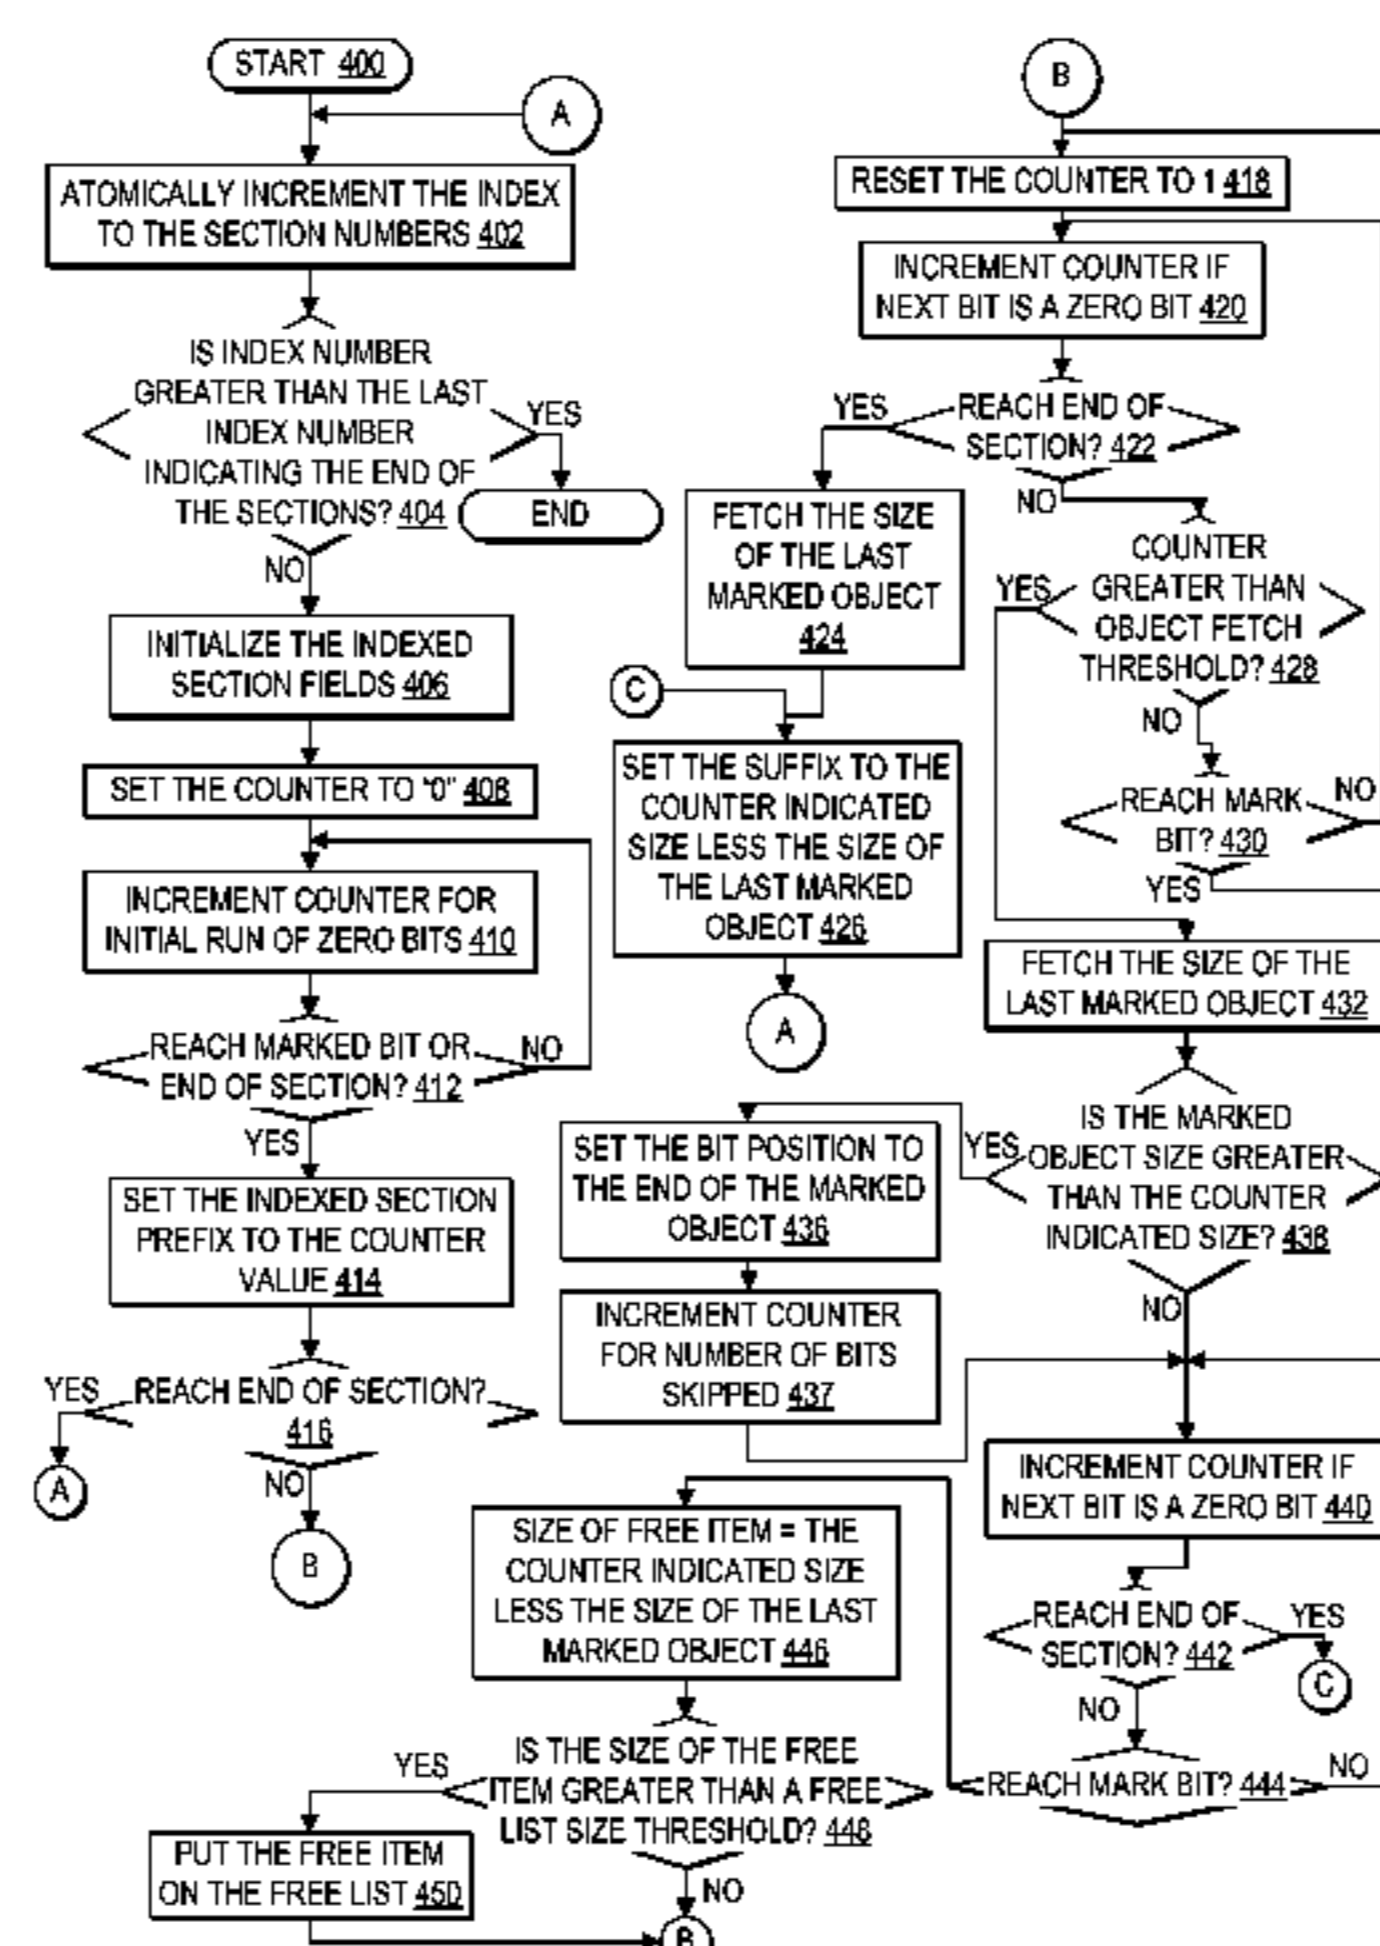 START 400
A
ATOMICALLY INCREMENT THE INDEX
TO THE SECTION NUMBERS 402
IS INDEX NUMBER
GREATER THAN THE LAST
INDEX NUMBER
INDICATING THE END OF
THE SECTIONS? 404
YES
END
NO
INITIALIZE THE INDEXED
SECTION FIELDS 406
SET THE COUNTER TO "0" 408
INCREMENT COUNTER FOR
INITIAL RUN OF ZERO BITS 410
REACH MARKED BIT OR
END OF SECTION? 412
NO
YES
SET THE INDEXED SECTION
PREFIX TO THE COUNTER
VALUE 414
REACH END OF SECTION?
416
YES
A
NO
B
B
RESET THE COUNTER TO 1 418
INCREMENT COUNTER IF
NEXT BIT IS A ZERO BIT 420
REACH END OF
SECTION? 422
YES
NO
FETCH THE SIZE
OF THE LAST
MARKED OBJECT
424
C
SET THE SUFFIX TO THE
COUNTER INDICATED
SIZE LESS THE SIZE OF
THE LAST MARKED
OBJECT 426
A
COUNTER
GREATER THAN
OBJECT FETCH
THRESHOLD? 428
YES
NO
REACH MARK
BIT? 430
NO
YES
FETCH THE SIZE OF THE
LAST MARKED OBJECT 432
IS THE MARKED
OBJECT SIZE GREATER
THAN THE COUNTER
INDICATED SIZE? 438
YES
NO
SET THE BIT POSITION TO
THE END OF THE MARKED
OBJECT 436
INCREMENT COUNTER
FOR NUMBER OF BITS
SKIPPED 437
INCREMENT COUNTER IF
NEXT BIT IS A ZERO BIT 440
REACH END OF
SECTION? 442
YES
C
NO
REACH MARK BIT? 444
NO
SIZE OF FREE ITEM = THE
COUNTER INDICATED SIZE
LESS THE SIZE OF THE LAST
MARKED OBJECT 446
IS THE SIZE OF THE FREE
ITEM GREATER THAN A FREE
LIST SIZE THRESHOLD? 448
YES
NO
PUT THE FREE ITEM
ON THE FREE LIST 450
B